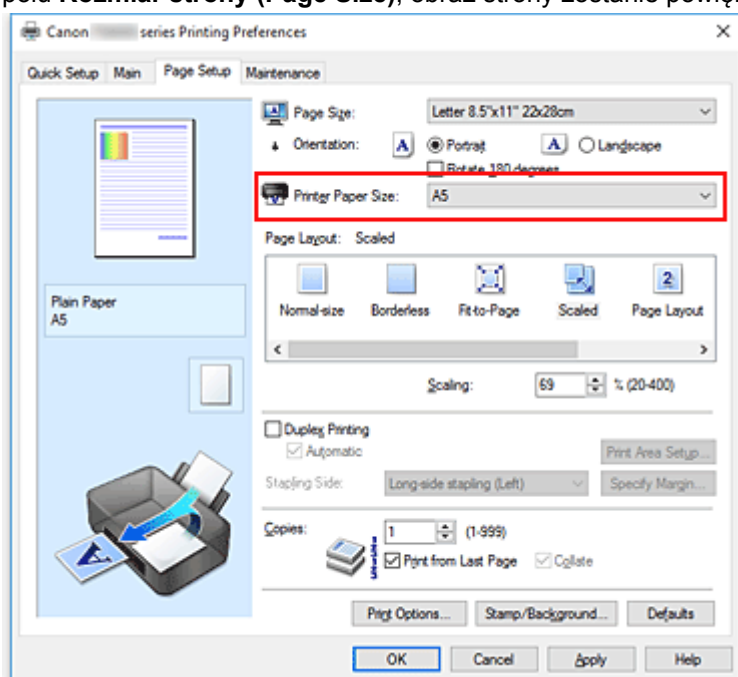 polu Rozmiar strony (Page Size), obraz strony zostanie powię
Canon series Printing Preferences
Quick Setup Main Page Setup Maintenance
Page Size: Letter 8.5"x11" 22x28cm
Orientation: A Portrait A Landscape
Rotate 180 degrees
Printer Paper Size: A5
Page Layout: Scaled
Normal-size Borderless Fit-to-Page Scaled Page Layout
Plain Paper
A5
Scaling: 69 % (20-400)
Duplex Printing
Automatic
Print Area Setup...
Stapling Side: Long-side stapling (Left) Specify Margin...
Copies: 1 (1-999)
Print from Last Page Collate
Print Options... Stamp/Background... Defaults
OK Cancel Apply Help